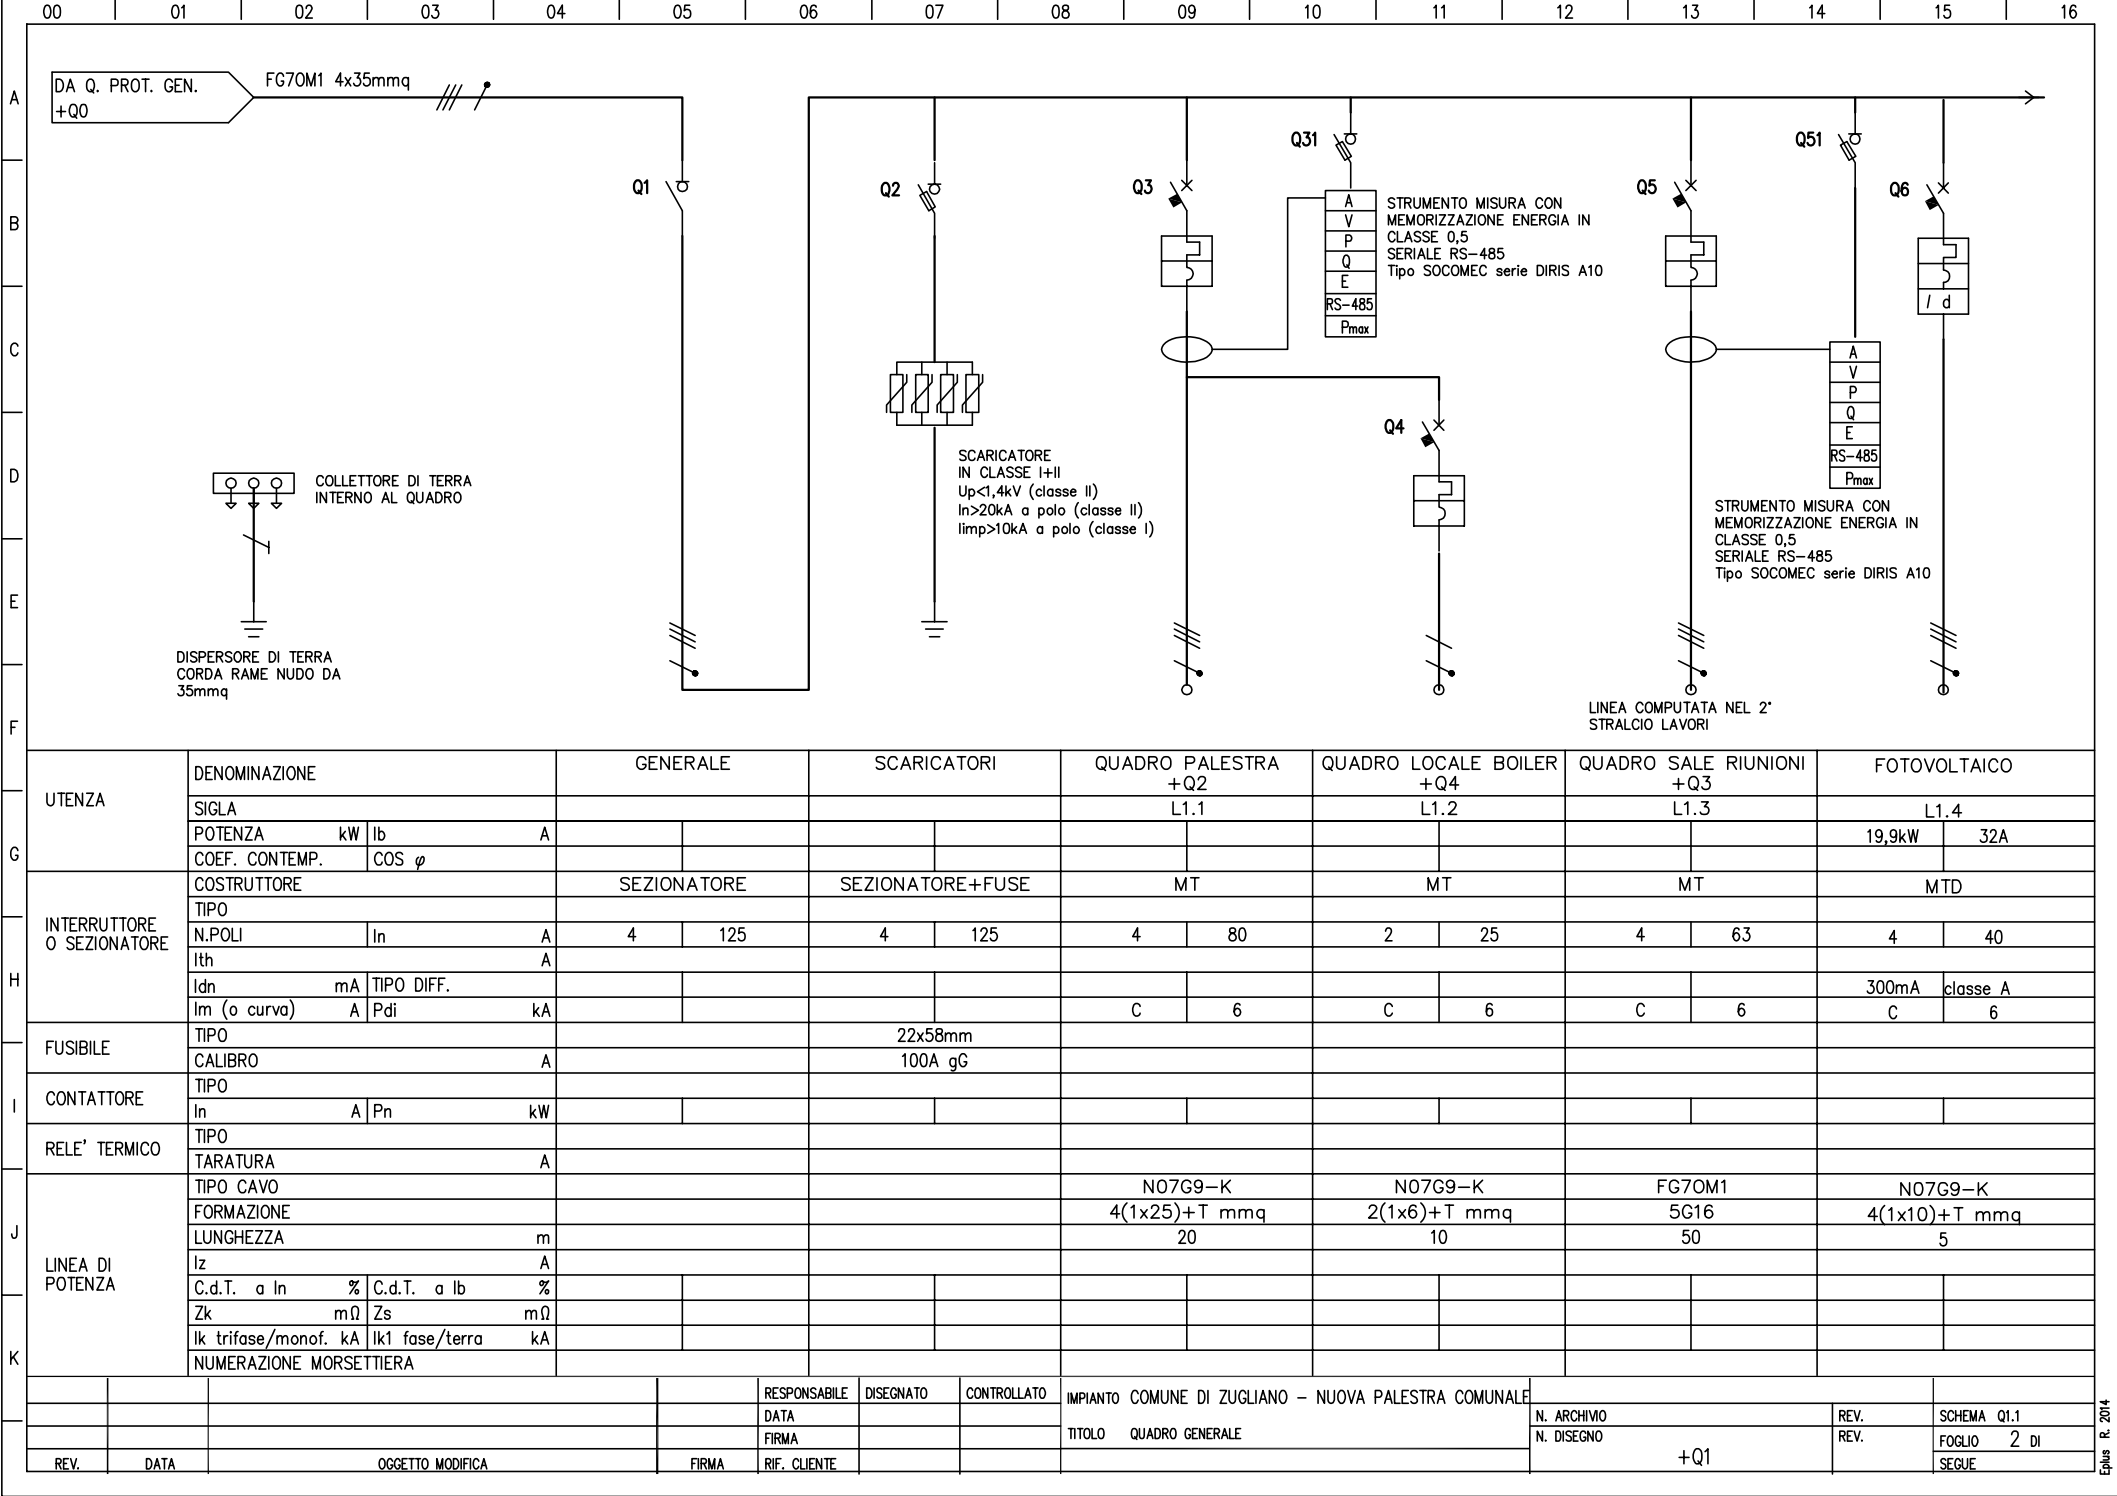 00 01 02 03 04 05 06 07 08 09 10 11 12 13 14 15 16
A
B
C
D
E
F
G
H
I
J
K
DA Q. PROT. GEN.
+Q0
FG7OM1 4x35mmq
Q1
Q2
Q3
Q31
A
V
P
Q
E
RS-485
Pmax
STRUMENTO MISURA CON
MEMORIZZAZIONE ENERGIA IN
CLASSE 0,5
SERIALE RS-485
Tipo SOCOMEC serie DIRIS A10
Q4
Q5
Q51
A
V
P
Q
E
RS-485
Pmax
STRUMENTO MISURA CON
MEMORIZZAZIONE ENERGIA IN
CLASSE 0,5
SERIALE RS-485
Tipo SOCOMEC serie DIRIS A10
Q6
I d
COLLETTORE DI TERRA
INTERNO AL QUADRO
DISPERSORE DI TERRA
CORDA RAME NUDO DA
35mmq
SCARICATORE
IN CLASSE I+II
Up<1,4kV (classe II)
In>20kA a polo (classe II)
Iimp>10kA a polo (classe I)
LINEA COMPUTATA NEL 2°
STRALCIO LAVORI
UTENZA
DENOMINAZIONE GENERALE SCARICATORI QUADRO PALESTRA +Q2 QUADRO LOCALE BOILER +Q4 QUADRO SALE RIUNIONI +Q3 FOTOVOLTAICO
SIGLA L1.1 L1.2 L1.3 L1.4
POTENZA kW Ib A 19,9kW 32A
COEF. CONTEMP. COS φ
INTERRUTTORE
O SEZIONATORE
COSTRUTTORE SEZIONATORE SEZIONATORE+FUSE MT MT MT MTD
TIPO
N.POLI In A 4 125 4 125 4 80 2 25 4 63 4 40
Ith A
Idn mA TIPO DIFF. 300mA classe A
Im (o curva) A Pdi kA C 6 C 6 C 6 C 6
FUSIBILE
TIPO 22x58mm
CALIBRO A 100A gG
CONTATTORE
TIPO
In A Pn kW
RELE' TERMICO
TIPO
TARATURA A
LINEA DI
POTENZA
TIPO CAVO N07G9-K N07G9-K FG7OM1 N07G9-K
FORMAZIONE 4(1x25)+T mmq 2(1x6)+T mmq 5G16 4(1x10)+T mmq
LUNGHEZZA m 20 10 50 5
Iz A
C.d.T. a In % C.d.T. a Ib %
Zk mΩ Zs mΩ
Ik trifase/monof. kA Ik1 fase/terra kA
NUMERAZIONE MORSETTIERA
REV. DATA OGGETTO MODIFICA FIRMA
RESPONSABILE DISEGNATO CONTROLLATO
DATA
FIRMA
RIF. CLIENTE
IMPIANTO COMUNE DI ZUGLIANO - NUOVA PALESTRA COMUNALE
TITOLO QUADRO GENERALE
N. ARCHIVIO REV.
N. DISEGNO REV.
+Q1
SCHEMA Q1.1
FOGLIO 2 DI
SEGUE
Eplus R. 2014